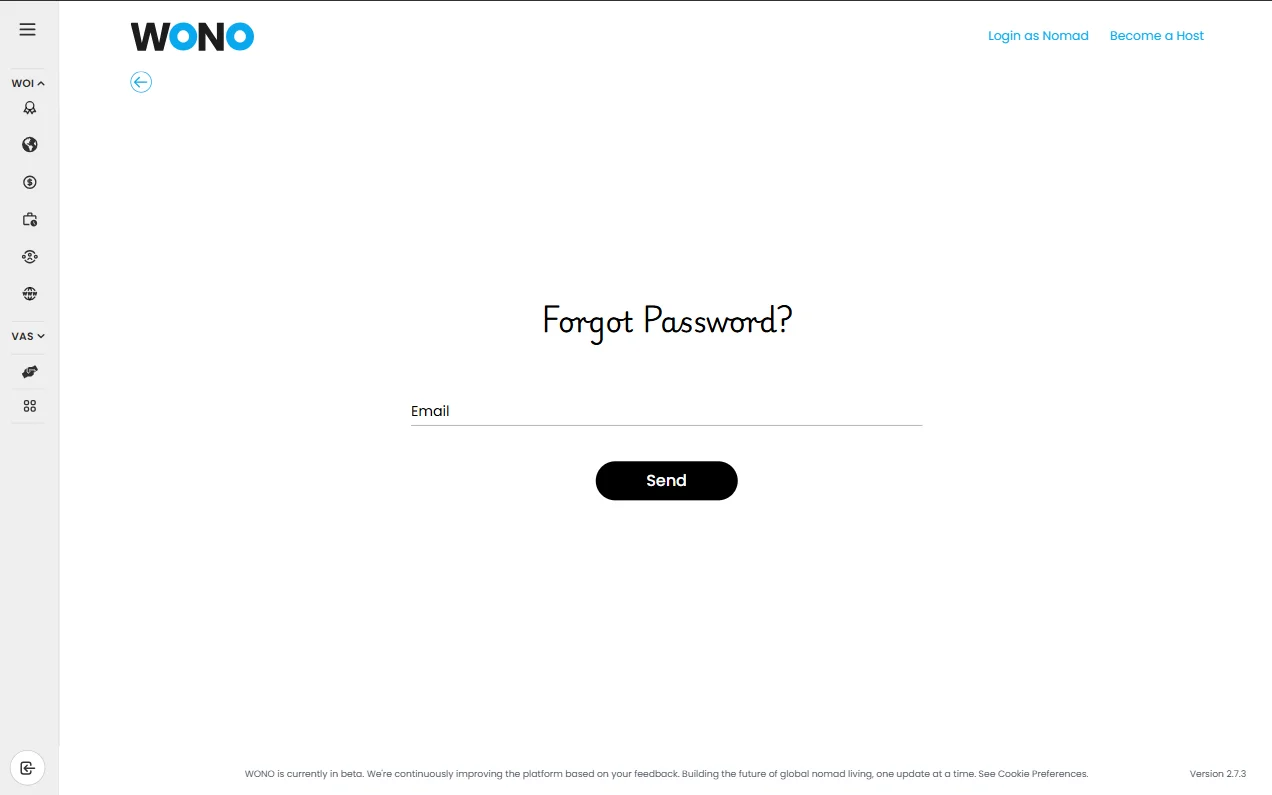 WONO
Login as Nomad
Become a Host
WOI
VAS
Forgot Password?
Email
Send
WONO is currently in beta. We're continuously improving the platform based on your feedback. Building the future of global nomad living, one update at a time. See Cookie Preferences.
Version 2.7.3